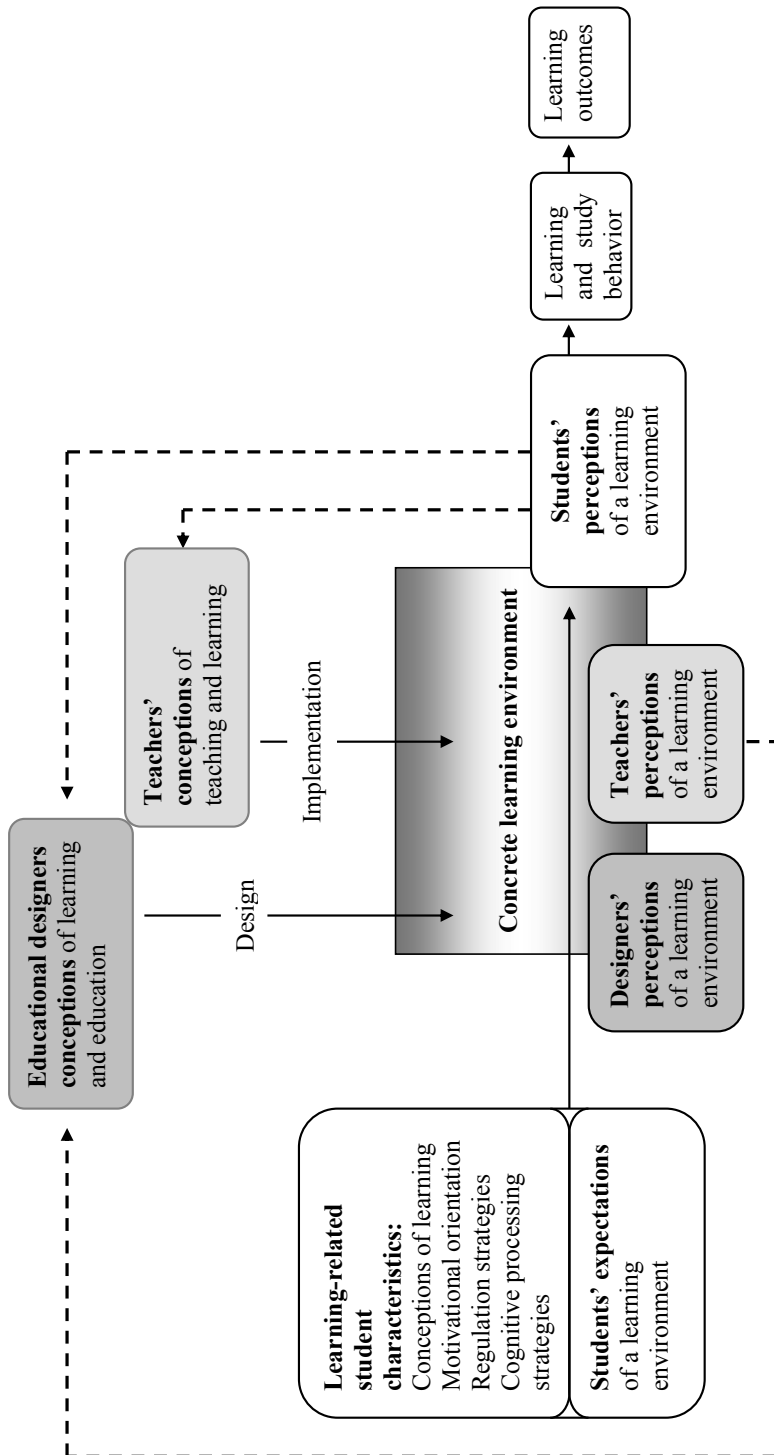 Educational designers
conceptions of learning
and education
Teachers’
conceptions of
teaching and learning
Design
Implementation
Learning-related
student
characteristics:
Conceptions of learning
Motivational orientation
Regulation strategies
Cognitive processing
strategies
Students’ expectations
of a learning
environment
Concrete learning environment
Designers’
perceptions
of a learning
environment
Teachers’
perceptions
of a learning
environment
Students’
perceptions
of a learning
environment
Learning
and study
behavior
Learning
outcomes